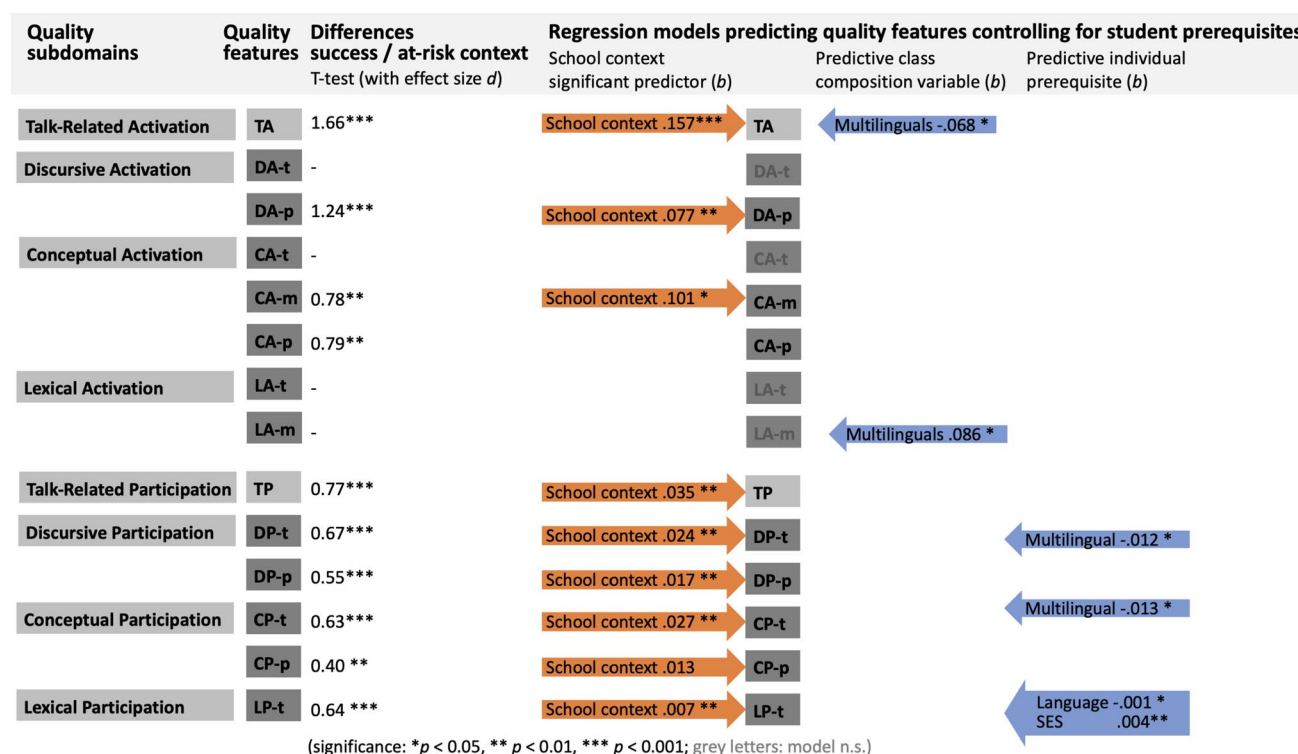 Quality subdomains Quality features Differences success / at-risk context Regression models predicting quality features controlling for student prerequisites
T-test (with effect size d) School context significant predictor (b) Predictive class composition variable (b) Predictive individual prerequisite (b)
Talk-Related Activation TA 1.66*** School context .157*** TA Multilinguals -.068 *
Discursive Activation DA-t - DA-t
DA-p 1.24*** School context .077 ** DA-p
Conceptual Activation CA-t - CA-t
CA-m 0.78** School context .101 * CA-m
CA-p 0.79** CA-p
Lexical Activation LA-t - LA-t
LA-m - LA-m Multilinguals .086 *
Talk-Related Participation TP 0.77*** School context .035 ** TP
Discursive Participation DP-t 0.67*** School context .024 ** DP-t Multilingual -.012 *
DP-p 0.55*** School context .017 ** DP-p
Conceptual Participation CP-t 0.63*** School context .027 ** CP-t Multilingual -.013 *
CP-p 0.40 ** School context .013 CP-p
Lexical Participation LP-t 0.64 *** School context .007 ** LP-t Language -.001 *
SES .004**
(significance: *p < 0.05, ** p < 0.01, *** p < 0.001; grey letters: model n.s.)